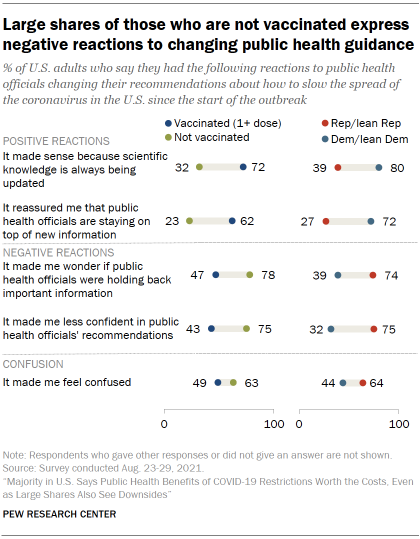 Large shares of those who are not vaccinated express
negative reactions to changing public health guidance
% of U.S. adults who say they had the following reactions to public health
officials changing their recommendations about how to slow the spread of
the coronavirus in the U.S. since the start of the outbreak
Vaccinated (1+ dose) Rep/lean Rep
Not vaccinated Dem/lean Dem
POSITIVE REACTIONS
It made sense because scientific
knowledge is always being
updated
32 72 39 80
It reassured me that public
health officials are staying on
top of new information
23 62 27 72
NEGATIVE REACTIONS
It made me wonder if public
health officials were holding back
important information
47 78 39 74
It made me less confident in public
health officials' recommendations
43 75 32 75
CONFUSION
It made me feel confused 49 63 44 64
0 100 0 100
Note: Respondents who gave other responses or did not give an answer are not shown.
Source: Survey conducted Aug. 23-29, 2021.
“Majority in U.S. Says Public Health Benefits of COVID-19 Restrictions Worth the Costs, Even
as Large Shares Also See Downsides”
PEW RESEARCH CENTER